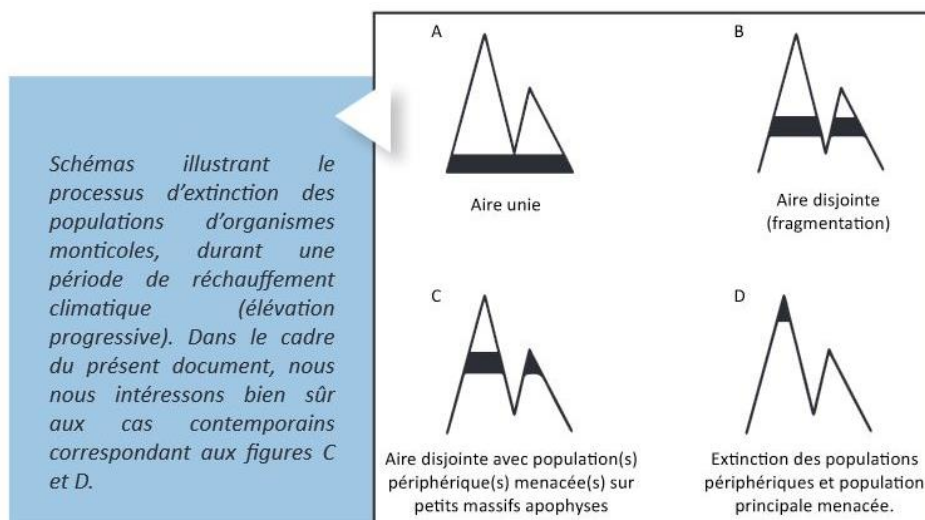 Schémas illustrant le
processus d'extinction des
populations d'organismes
monticoles, durant une
période de réchauffement
climatique (élévation
progressive). Dans le cadre
du présent document, nous
nous intéressons bien sûr
aux cas contemporains
correspondant aux figures C
et D.
A
Aire unie
B
Aire disjointe
(fragmentation)
C
Aire disjointe avec population(s)
périphérique(s) menacée(s) sur
petits massifs apophyses
D
Extinction des populations
périphériques et population
principale menacée.